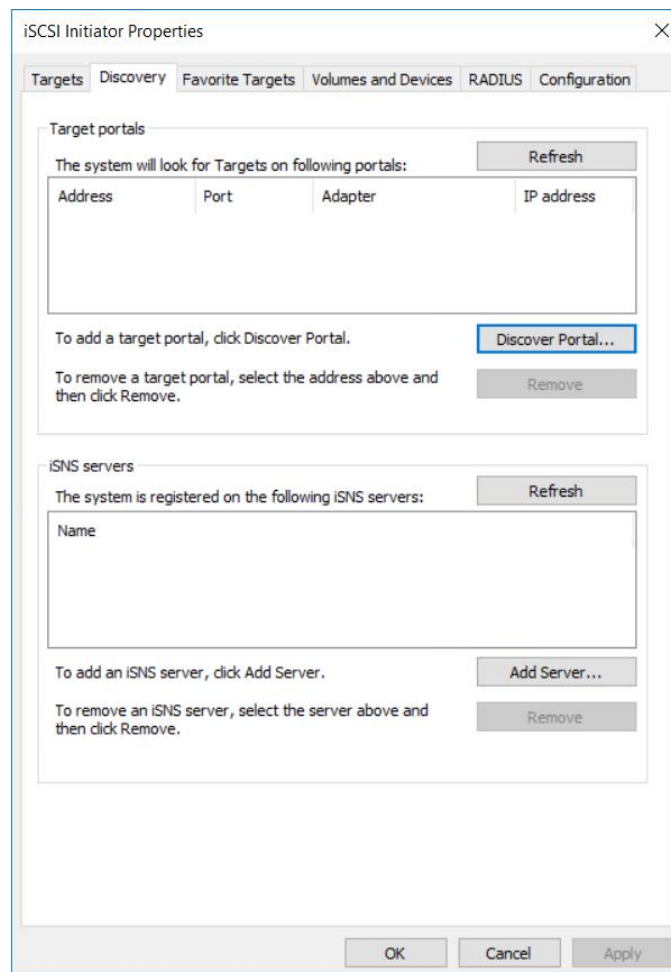 iSCSI Initiator Properties
Targets Discovery Favorite Targets Volumes and Devices RADIUS Configuration
Target portals
The system will look for Targets on following portals:
Refresh
Address Port Adapter IP address
To add a target portal, click Discover Portal.
Discover Portal...
To remove a target portal, select the address above and
then click Remove.
Remove
iSNS servers
The system is registered on the following iSNS servers:
Refresh
Name
To add an iSNS server, click Add Server.
Add Server...
To remove an iSNS server, select the server above and
then click Remove.
Remove
OK Cancel Apply